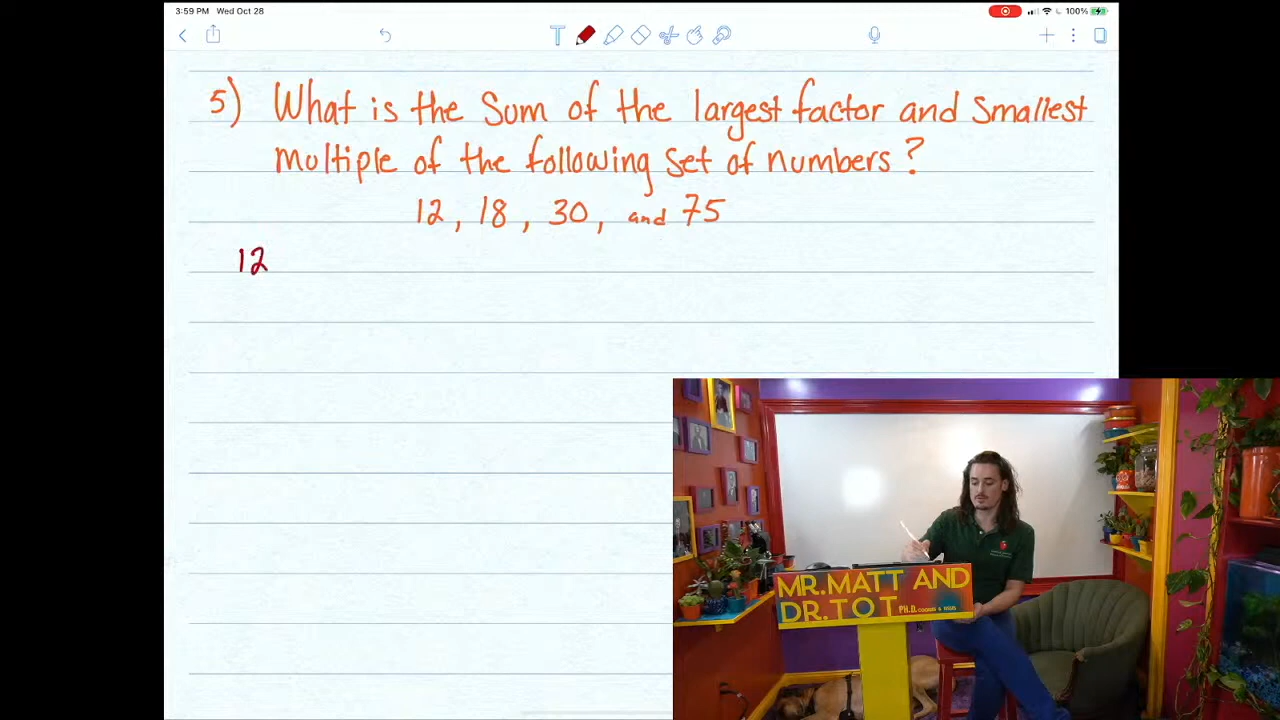 3:59 PM Wed Oct 28
100%
5) What is the Sum of the largest factor and Smallest
multiple of the following set of numbers?
12, 18, 30, and 75
12
MR. MATT AND
DR. TOT PH.D.